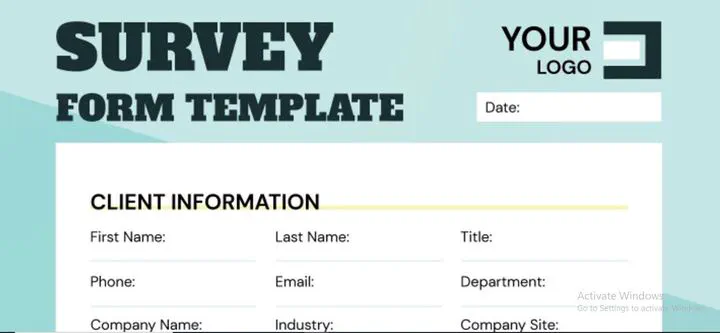 SURVEY
FORM TEMPLATE
YOUR
LOGO
Date:
CLIENT INFORMATION
First Name: Last Name: Title:
Phone: Email: Department:
Activate Windows
Go to Settings to activate Windows.
Company Name: Industry: Company Site: